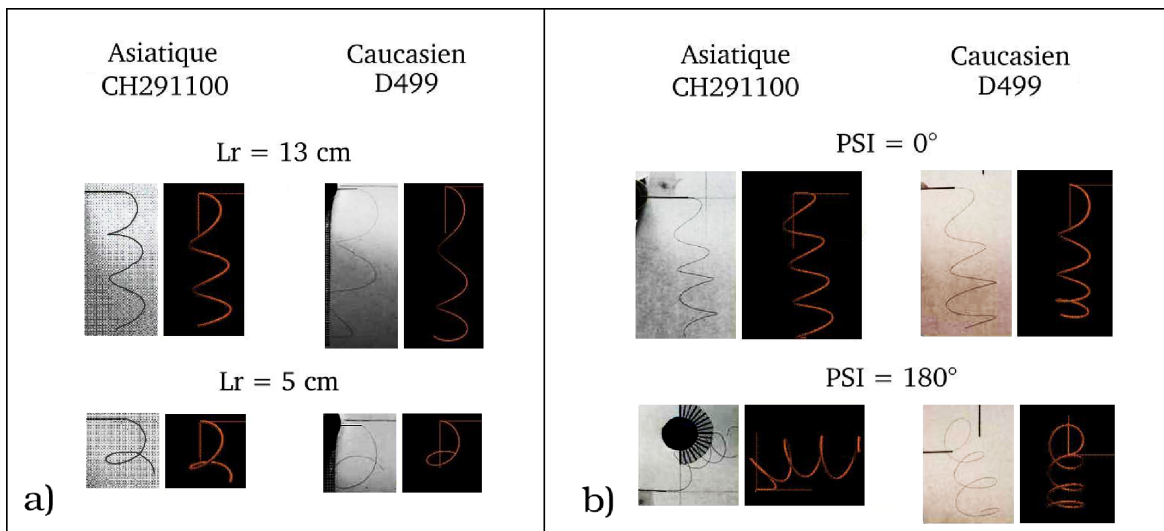 Asiatique
CH291100
Caucasien
D499
Lr = 13 cm
Lr = 5 cm
a)
Asiatique
CH291100
Caucasien
D499
PSI = 0°
PSI = 180°
b)